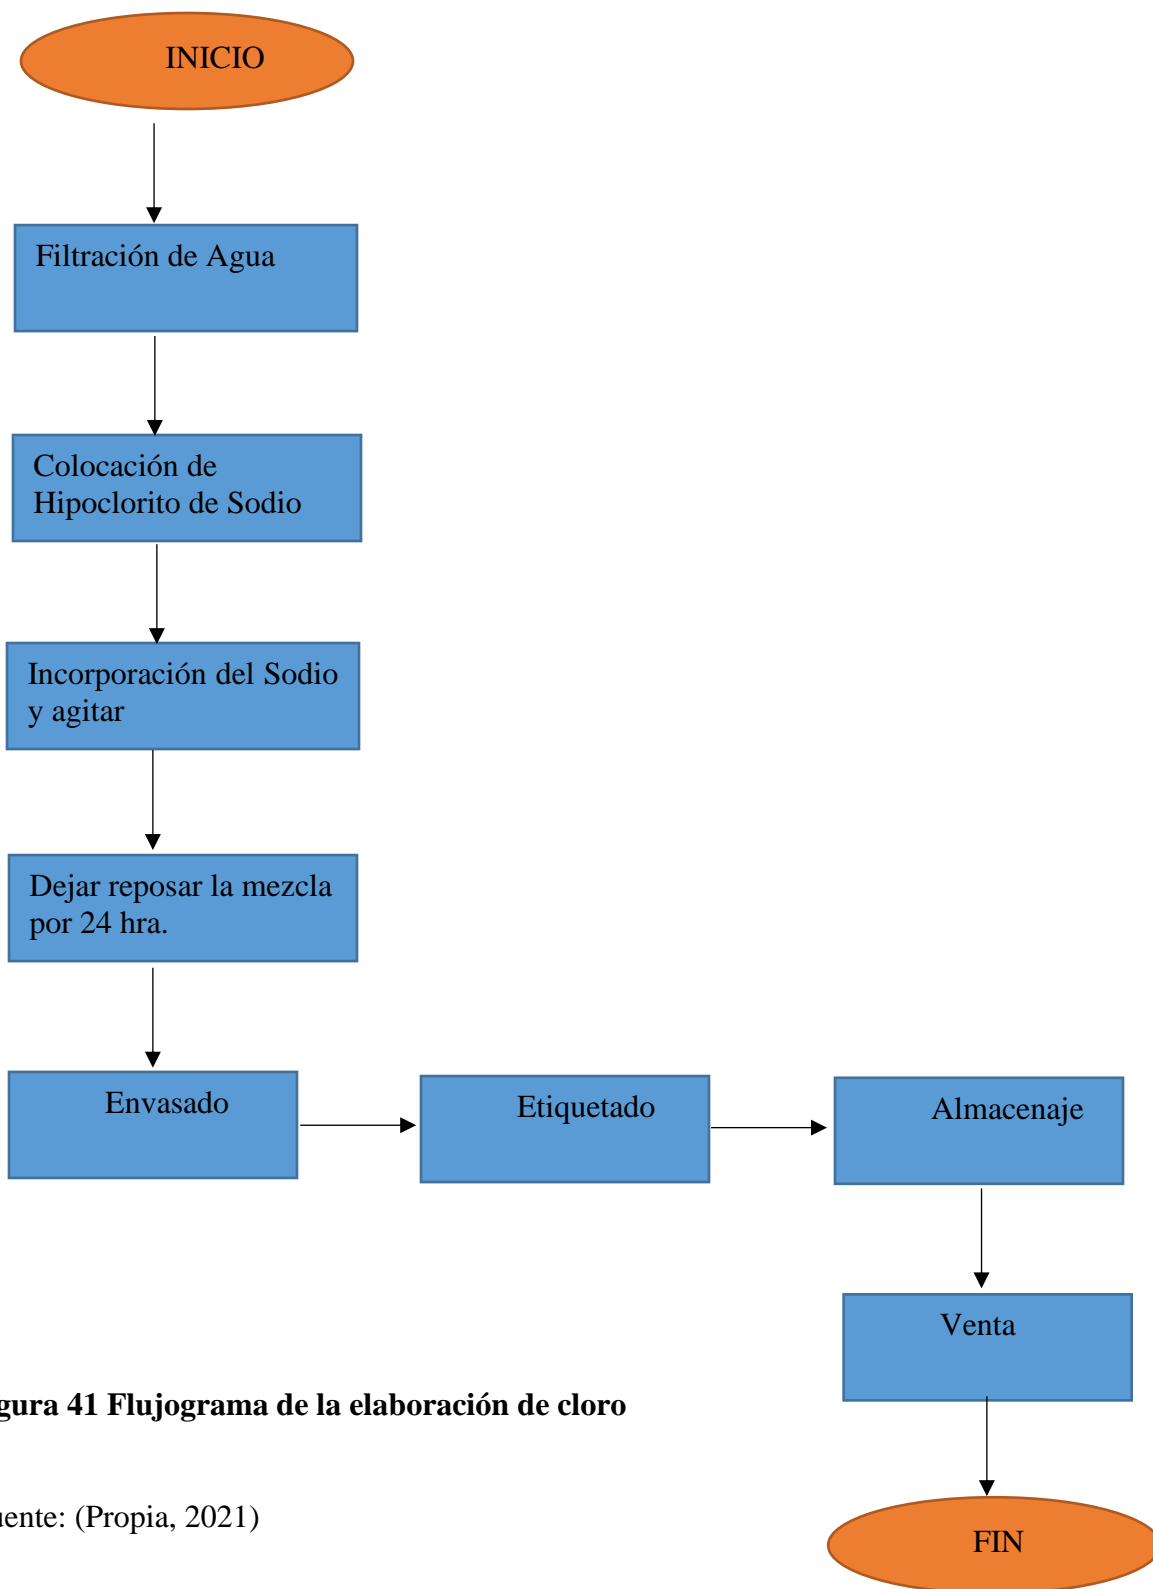 INICIO
Filtración de Agua
Colocación de
Hipoclorito de Sodio
Incorporación del Sodio
y agitar
Dejar reposar la mezcla
por 24 hra.
Envasado
Etiquetado
Almacenaje
Venta
gura 41 Flujograma de la elaboración de cloro
uente: (Propia, 2021)
FIN